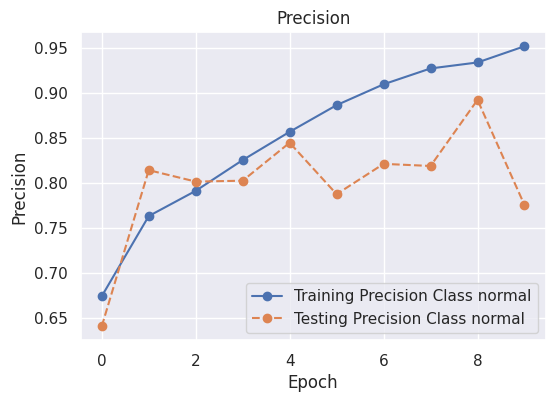 Precision
0.95
0.90
0.85
0.80
0.75
0.70
0.65
Precision
Training Precision Class normal
Testing Precision Class normal
0 2 4 6 8
Epoch